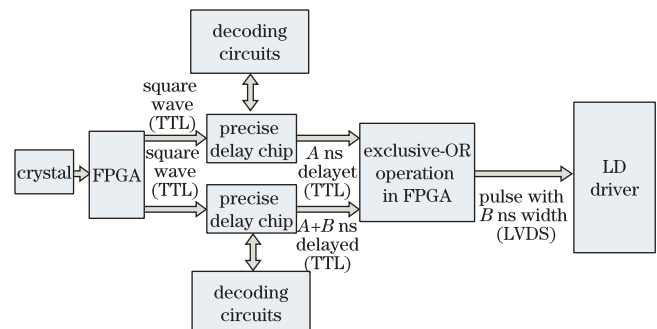 decoding
circuits
square
wave
(TTL)
precise
delay chip
A ns
delayet
(TTL)
crystal
FPGA
square
wave
(TTL)
exclusive-OR
operation
in FPGA
LD
driver
pulse with
B ns width
(LVDS)
precise
delay chip
A+B ns
delayed
(TTL)
decoding
circuits